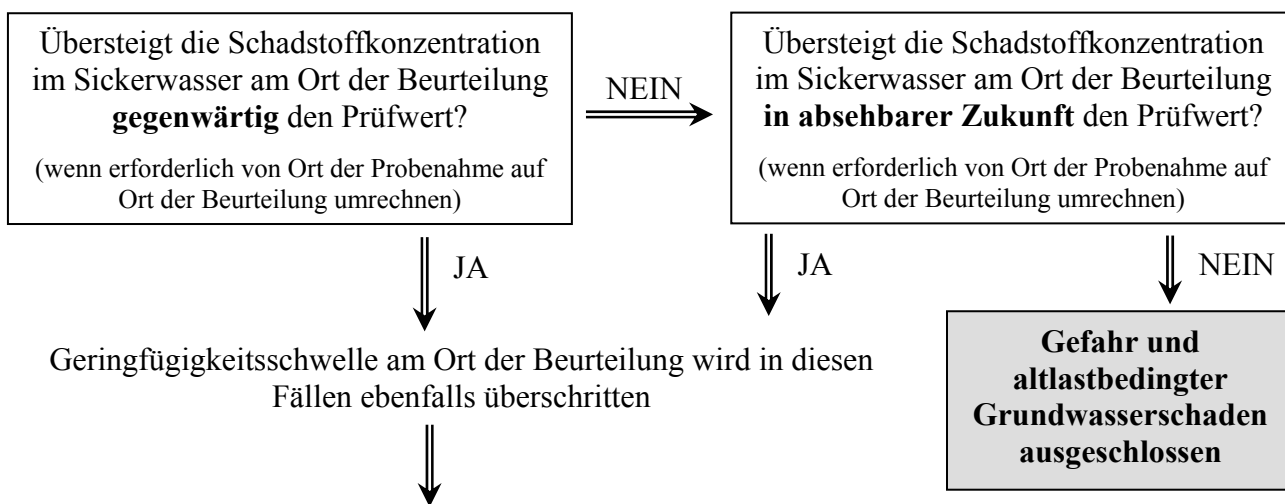 Übersteigt die Schadstoffkonzentration
im Sickerwasser am Ort der Beurteilung
gegenwärtig den Prüfwert?
(wenn erforderlich von Ort der Probenahme auf
Ort der Beurteilung umrechnen)
NEIN
Übersteigt die Schadstoffkonzentration
im Sickerwasser am Ort der Beurteilung
in absehbarer Zukunft den Prüfwert?
(wenn erforderlich von Ort der Probenahme auf
Ort der Beurteilung umrechnen)
JA
JA
NEIN
Geringfügigkeitsschwelle am Ort der Beurteilung wird in diesen
Fällen ebenfalls überschritten
Gefahr und
altlastbedingter
Grundwasserschaden
ausgeschlossen